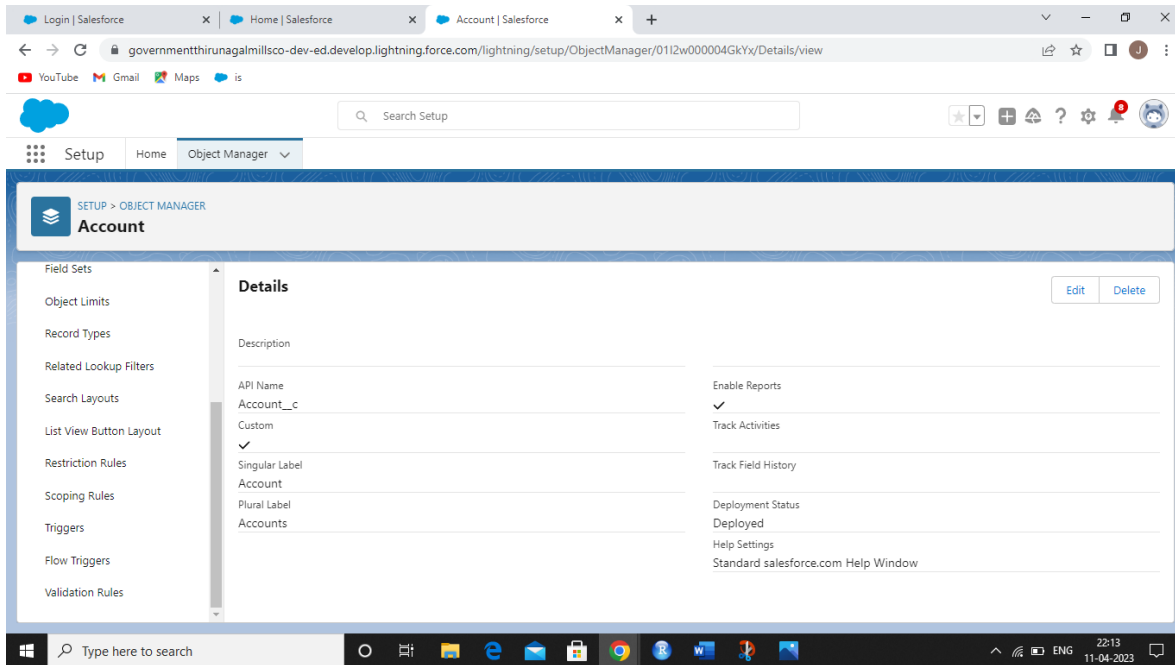 Login | Salesforce
Home | Salesforce
Account | Salesforce
governmentthirunagalmillsco-dev-ed.develop.lightning.force.com/lightning/setup/ObjectManager/01I2w000004GkYx/Details/view
J
YouTube Gmail Maps is
Search Setup
8
Setup Home Object Manager
SETUP > OBJECT MANAGER
Account
Field Sets
Object Limits
Record Types
Related Lookup Filters
Search Layouts
List View Button Layout
Restriction Rules
Scoping Rules
Triggers
Flow Triggers
Validation Rules
Details
Edit Delete
Description
API Name
Account__c
Custom
Singular Label
Account
Plural Label
Accounts
Enable Reports
Track Activities
Track Field History
Deployment Status
Deployed
Help Settings
Standard salesforce.com Help Window
Type here to search
ENG
22:13
11-04-2023